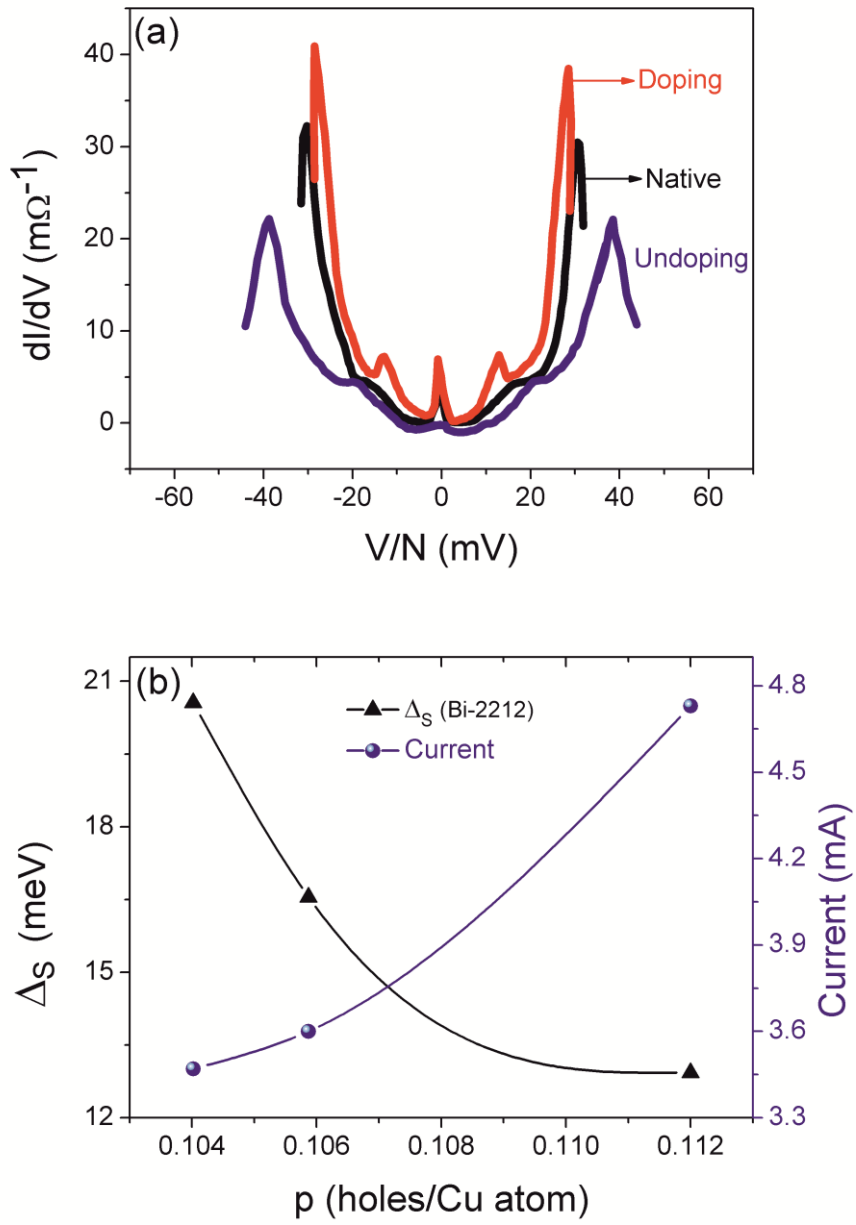 (a)
Doping
Native
Undoping
40
30
20
10
0
dI/dV (mΩ⁻¹)
-60 -40 -20 0 20 40 60
V/N (mV)
(b)
Δ_S (Bi-2212)
Current
21
18
15
12
Δ_S (meV)
4.8
4.5
4.2
3.9
3.6
3.3
Current (mA)
0.104 0.106 0.108 0.110 0.112
p (holes/Cu atom)